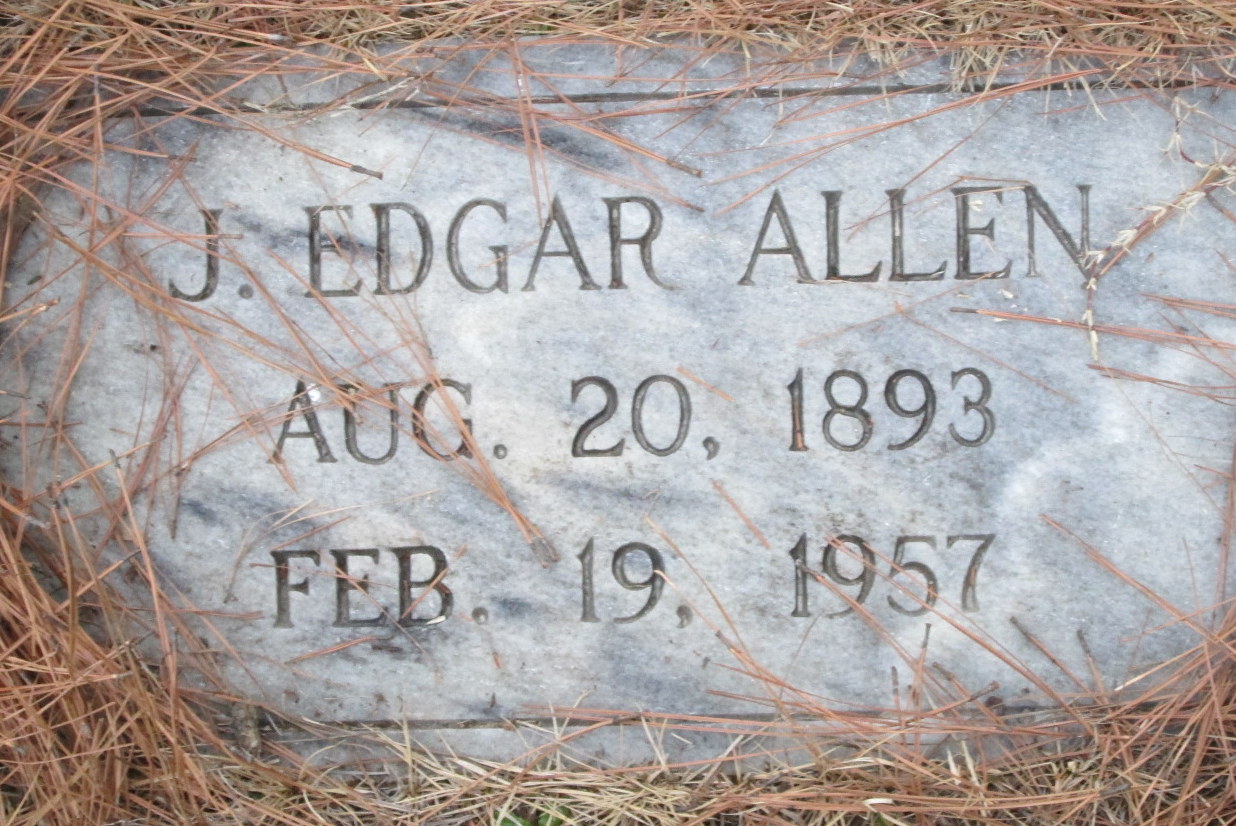 J. EDGAR ALLEN
AUG. 20, 1893
FEB. 19, 1957